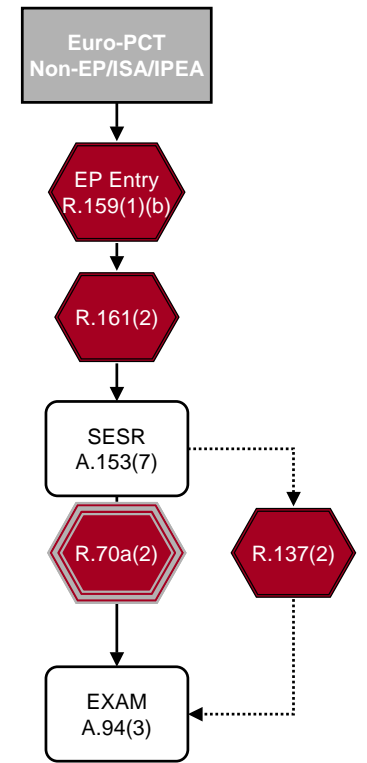 Euro-PCT
Non-EP/ISA/IPEA
EP Entry
R.159(1)(b)
R.161(2)
SESR
A.153(7)
R.70a(2)
R.137(2)
EXAM
A.94(3)